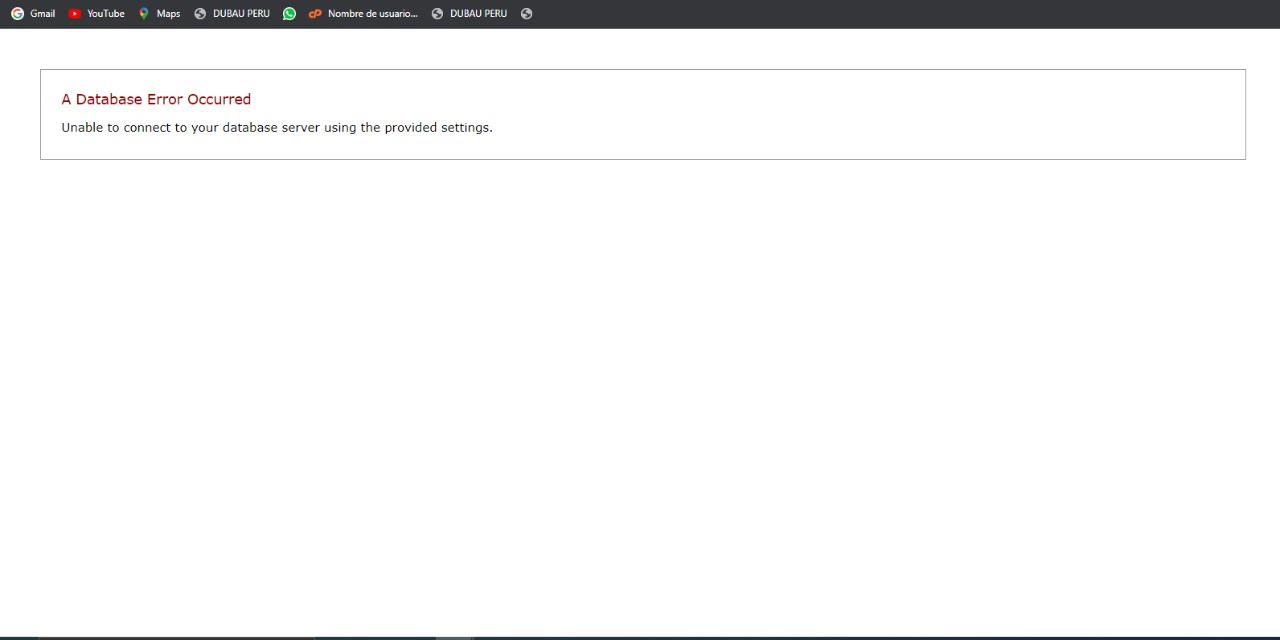 Gmail YouTube Maps DUBAU PERU Nombre de usuario... DUBAU PERU
A Database Error Occurred
Unable to connect to your database server using the provided settings.